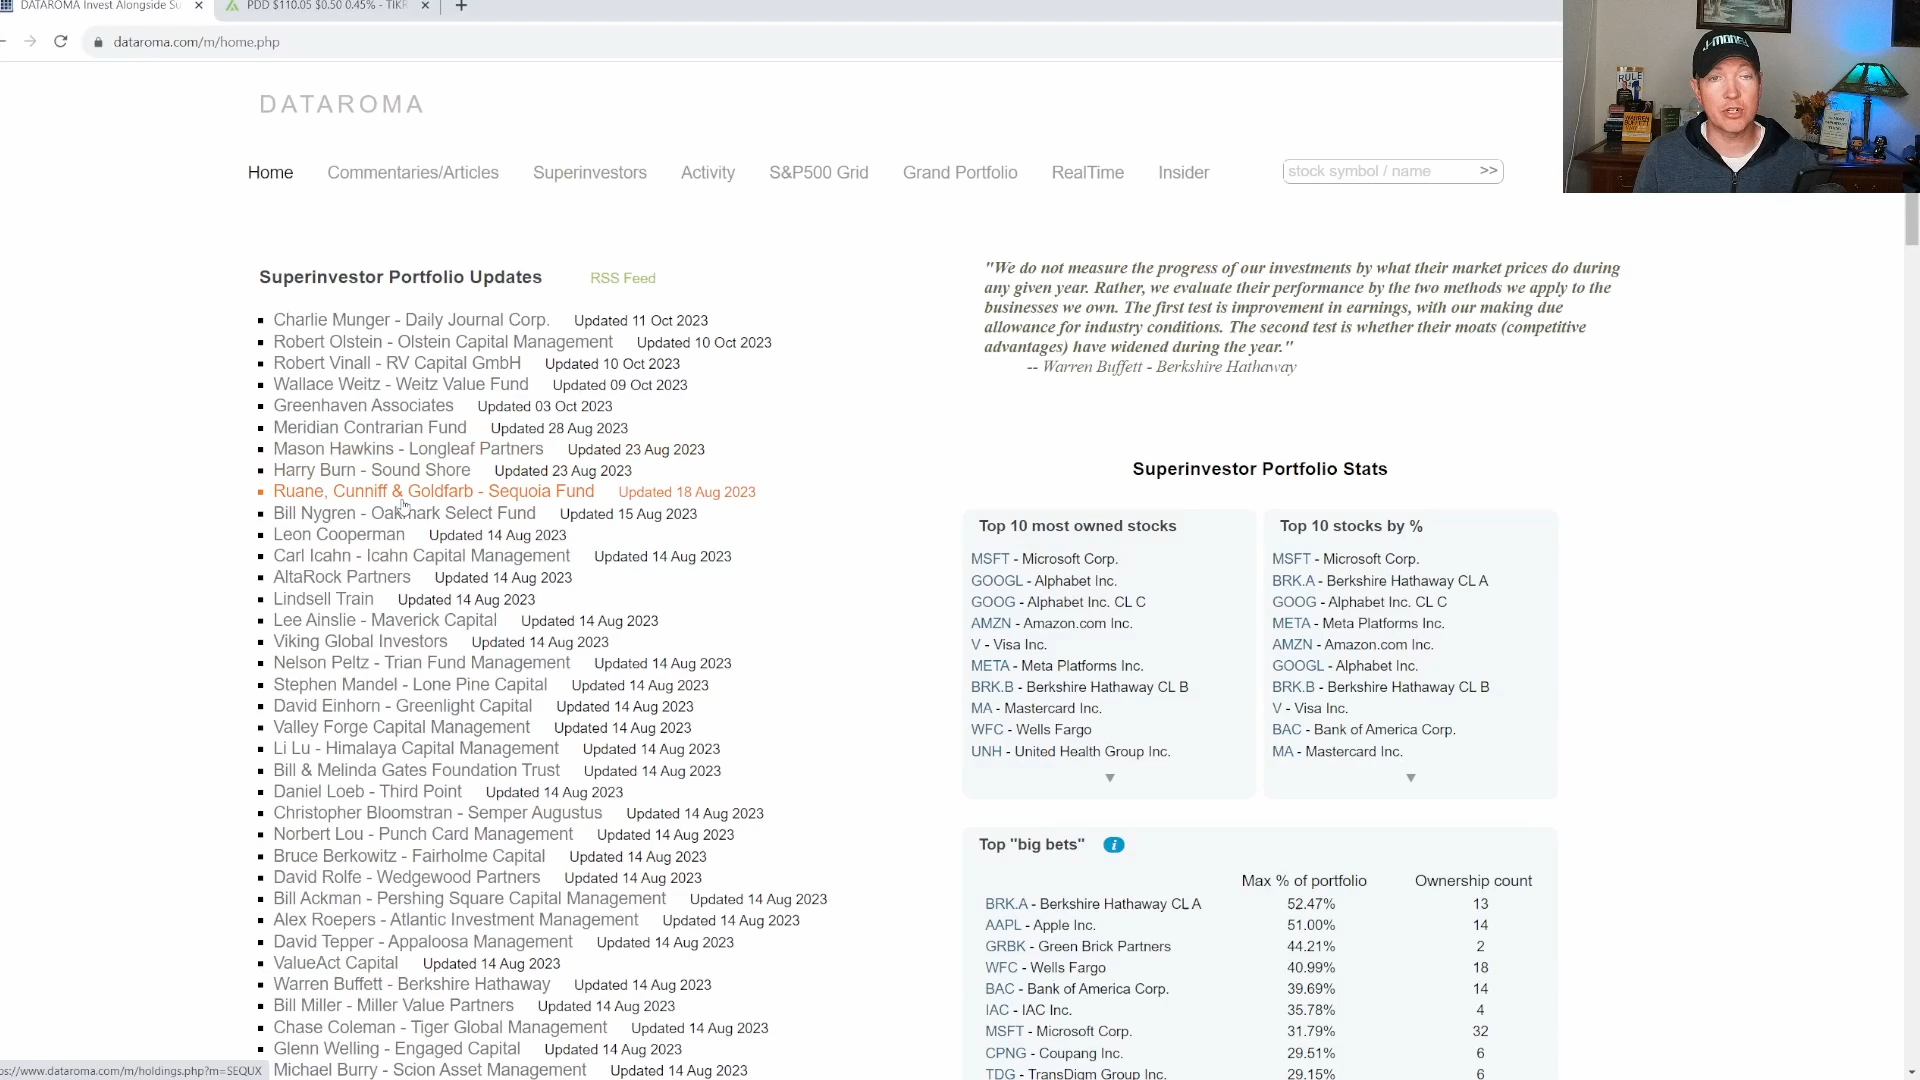 DATAROMA Invest Alongside Su
PDD $110.05 $0.50 0.45% - TIKR
dataroma.com/m/home.php
J-MONEY
RULE
WARREN
BUFFETT
WAY
DATAROMA
Home Commentaries/Articles Superinvestors Activity S&P500 Grid Grand Portfolio RealTime Insider stock symbol / name >>
Superinvestor Portfolio Updates RSS Feed
Charlie Munger - Daily Journal Corp. Updated 11 Oct 2023
Robert Olstein - Olstein Capital Management Updated 10 Oct 2023
Robert Vinall - RV Capital GmbH Updated 10 Oct 2023
Wallace Weitz - Weitz Value Fund Updated 09 Oct 2023
Greenhaven Associates Updated 03 Oct 2023
Meridian Contrarian Fund Updated 28 Aug 2023
Mason Hawkins - Longleaf Partners Updated 23 Aug 2023
Harry Burn - Sound Shore Updated 23 Aug 2023
Ruane, Cunniff & Goldfarb - Sequoia Fund Updated 18 Aug 2023
Bill Nygren - Oakmark Select Fund Updated 15 Aug 2023
Leon Cooperman Updated 14 Aug 2023
Carl Icahn - Icahn Capital Management Updated 14 Aug 2023
AltaRock Partners Updated 14 Aug 2023
Lindsell Train Updated 14 Aug 2023
Lee Ainslie - Maverick Capital Updated 14 Aug 2023
Viking Global Investors Updated 14 Aug 2023
Nelson Peltz - Trian Fund Management Updated 14 Aug 2023
Stephen Mandel - Lone Pine Capital Updated 14 Aug 2023
David Einhorn - Greenlight Capital Updated 14 Aug 2023
Valley Forge Capital Management Updated 14 Aug 2023
Li Lu - Himalaya Capital Management Updated 14 Aug 2023
Bill & Melinda Gates Foundation Trust Updated 14 Aug 2023
Daniel Loeb - Third Point Updated 14 Aug 2023
Christopher Bloomstran - Semper Augustus Updated 14 Aug 2023
Norbert Lou - Punch Card Management Updated 14 Aug 2023
Bruce Berkowitz - Fairholme Capital Updated 14 Aug 2023
David Rolfe - Wedgewood Partners Updated 14 Aug 2023
Bill Ackman - Pershing Square Capital Management Updated 14 Aug 2023
Alex Roepers - Atlantic Investment Management Updated 14 Aug 2023
David Tepper - Appaloosa Management Updated 14 Aug 2023
ValueAct Capital Updated 14 Aug 2023
Warren Buffett - Berkshire Hathaway Updated 14 Aug 2023
Bill Miller - Miller Value Partners Updated 14 Aug 2023
Chase Coleman - Tiger Global Management Updated 14 Aug 2023
Glenn Welling - Engaged Capital Updated 14 Aug 2023
Michael Burry - Scion Asset Management Updated 14 Aug 2023
ps://www.dataroma.com/m/holdings.php?m=SEQUX
"We do not measure the progress of our investments by what their market prices do during
any given year. Rather, we evaluate their performance by the two methods we apply to the
businesses we own. The first test is improvement in earnings, with our making due
allowance for industry conditions. The second test is whether their moats (competitive
advantages) have widened during the year."
-- Warren Buffett - Berkshire Hathaway
Superinvestor Portfolio Stats
Top 10 most owned stocks
MSFT - Microsoft Corp.
GOOGL - Alphabet Inc.
GOOG - Alphabet Inc. CL C
AMZN - Amazon.com Inc.
V - Visa Inc.
META - Meta Platforms Inc.
BRK.B - Berkshire Hathaway CL B
MA - Mastercard Inc.
WFC - Wells Fargo
UNH - United Health Group Inc.
Top 10 stocks by %
MSFT - Microsoft Corp.
BRK.A - Berkshire Hathaway CL A
GOOG - Alphabet Inc. CL C
META - Meta Platforms Inc.
AMZN - Amazon.com Inc.
GOOGL - Alphabet Inc.
BRK.B - Berkshire Hathaway CL B
V - Visa Inc.
BAC - Bank of America Corp.
MA - Mastercard Inc.
Top "big bets" i
Max % of portfolio Ownership count
BRK.A - Berkshire Hathaway CL A 52.47% 13
AAPL - Apple Inc. 51.00% 14
GRBK - Green Brick Partners 44.21% 2
WFC - Wells Fargo 40.99% 18
BAC - Bank of America Corp. 39.69% 14
IAC - IAC Inc. 35.78% 4
MSFT - Microsoft Corp. 31.79% 32
CPNG - Coupang Inc. 29.51% 6
TDG - TransDigm Group Inc. 29.15% 6